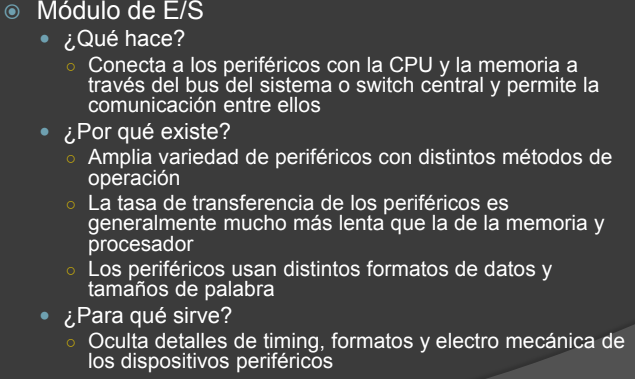 Módulo de E/S
¿Qué hace?
Conecta a los periféricos con la CPU y la memoria a
través del bus del sistema o switch central y permite la
comunicación entre ellos
¿Por qué existe?
Amplia variedad de periféricos con distintos métodos de
operación
La tasa de transferencia de los periféricos es
generalmente mucho más lenta que la de la memoria y
procesador
Los periféricos usan distintos formatos de datos y
tamaños de palabra
¿Para qué sirve?
Oculta detalles de timing, formatos y electro mecánica de
los dispositivos periféricos